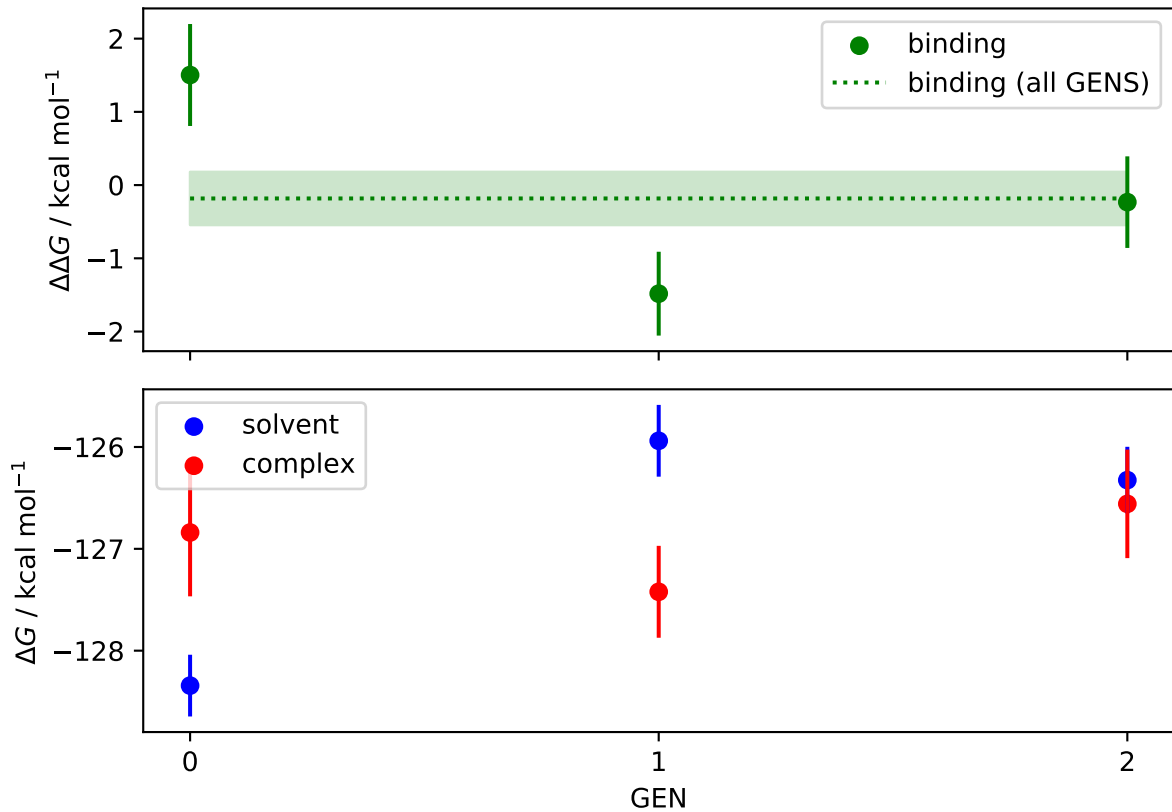 2
1
0
−1
−2
ΔΔG / kcal mol⁻¹
binding
binding (all GENS)
−126
−127
−128
ΔG / kcal mol⁻¹
solvent
complex
0
1
2
GEN